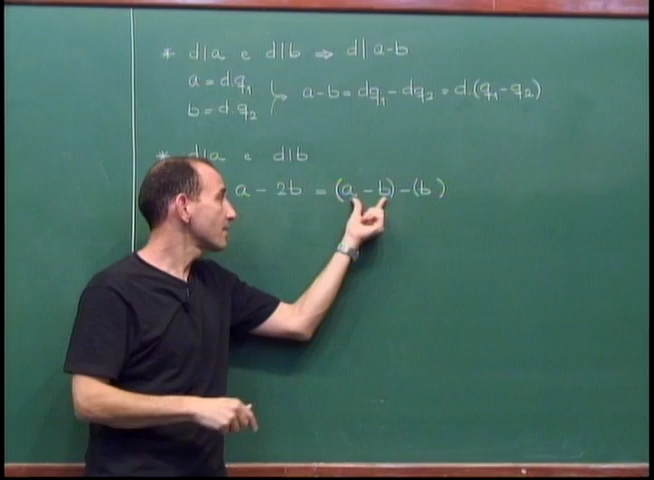 * d|a e d|b ⇒ d|a-b
a = d.q₁
b = d.q₂
a-b = dq₁ - dq₂ = d.(q₁-q₂)
* d|a e d|b
a - 2b = (a - b) - (b)